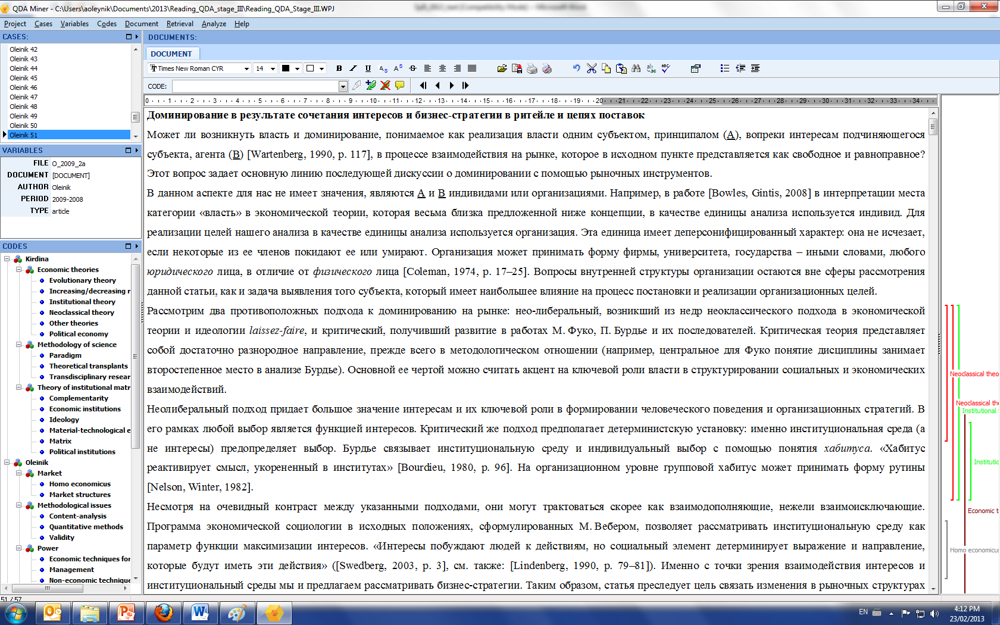 QDA Miner - C:\Users\aoleynik\Documents\2013\Reading_QDA_stage_III\Reading_QDA_Stage_III.WPJ
Project Cases Variables Codes Document Retrieval Analyze Help
CASES:
Oleinik 42
Oleinik 43
Oleinik 44
Oleinik 45
Oleinik 46
Oleinik 47
Oleinik 48
Oleinik 49
Oleinik 50
Oleinik 51
VARIABLES
FILE O_2009_2a
DOCUMENT [DOCUMENT]
AUTHOR Oleinik
PERIOD 2009-2008
TYPE article
CODES
Kirdina
Economic theories
Evolutionary theory
Increasing/decreasing r
Institutional theory
Neoclassical theory
Other theories
Political economy
Methodology of science
Paradigm
Theoretical transplants
Transdisciplinary resear
Theory of institutional matr
Complementarity
Economic institutions
Ideology
Material-technological e
Matrix
Political institutions
Oleinik
Market
Homo economicus
Market structures
Methodological issues
Content-analysis
Quantitative methods
Validity
Power
Economic techniques for
Management
Non-economic technique
51 / 57
DOCUMENTS:
DOCUMENT
Times New Roman CYR 14
CODE:
0 1 2 3 4 5 6 7 8 9 10 11 12 13 14 15 16 17 18 19 20 21 22 23 24 25 26 27 28 29 30 31 32 33 34
Доминирование в результате сочетания интересов и бизнес-стратегии в ритейле и цепях поставок
Может ли возникнуть власть и доминирование, понимаемое как реализация власти одним субъектом, принципалом (А), вопреки интересам подчиняющегося
субъекта, агента (В) [Wartenberg, 1990, p. 117], в процессе взаимодействия на рынке, которое в исходном пункте представляется как свободное и равноправное?
Этот вопрос задает основную линию последующей дискуссии о доминировании с помощью рыночных инструментов.
В данном аспекте для нас не имеет значения, являются А и В индивидами или организациями. Например, в работе [Bowles, Gintis, 2008] в интерпретации места
категории «власть» в экономической теории, которая весьма близка предложенной ниже концепции, в качестве единицы анализа используется индивид. Для
реализации целей нашего анализа в качестве единицы анализа используется организация. Эта единица имеет деперсонифицированный характер: она не исчезает,
если некоторые из ее членов покидают ее или умирают. Организация может принимать форму фирмы, университета, государства – иными словами, любого
юридического лица, в отличие от физического лица [Coleman, 1974, p. 17–25]. Вопросы внутренней структуры организации остаются вне сферы рассмотрения
данной статьи, как и задача выявления того субъекта, который имеет наибольшее влияние на процесс постановки и реализации организационных целей.
Рассмотрим два противоположных подхода к доминированию на рынке: нео-либеральный, возникший из недр неоклассического подхода в экономической
теории и идеологии laissez-faire, и критический, получивший развитие в работах М. Фуко, П. Бурдье и их последователей. Критическая теория представляет
собой достаточно разнородное направление, прежде всего в методологическом отношении (например, центральное для Фуко понятие дисциплины занимает
второстепенное место в анализе Бурдье). Основной ее чертой можно считать акцент на ключевой роли власти в структурировании социальных и экономических
взаимодействий.
Неолиберальный подход придает большое значение интересам и их ключевой роли в формировании человеческого поведения и организационных стратегий. В
его рамках любой выбор является функцией интересов. Критический же подход предполагает детерминистскую установку: именно институциональная среда (а
не интересы) предопределяет выбор. Бурдье связывает институциональную среду и индивидуальный выбор с помощью понятия хабитуса. «Хабитус
реактивирует смысл, укорененный в институтах» [Bourdieu, 1980, p. 96]. На организационном уровне групповой хабитус может принимать форму рутины
[Nelson, Winter, 1982].
Несмотря на очевидный контраст между указанными подходами, они могут трактоваться скорее как взаимодополняющие, нежели взаимоисключающие.
Программа экономической социологии в исходных положениях, сформулированных М. Вебером, позволяет рассматривать институциональную среду как
параметр функции максимизации интересов. «Интересы побуждают людей к действиям, но социальный элемент детерминирует выражение и направление,
которые будут иметь эти действия» ([Swedberg, 2003, p. 3], см. также: [Lindenberg, 1990, p. 79–81]). Именно с точки зрения взаимодействия интересов и
институциональный среды мы и предлагаем рассматривать бизнес-стратегии. Таким образом, статья преследует цель связать изменения в рыночных структурах
Neoclassical theo
Neoclassical th
Institutional
Institutic
Economic t
Homo economicus
EN
4:12 PM
23/02/2013